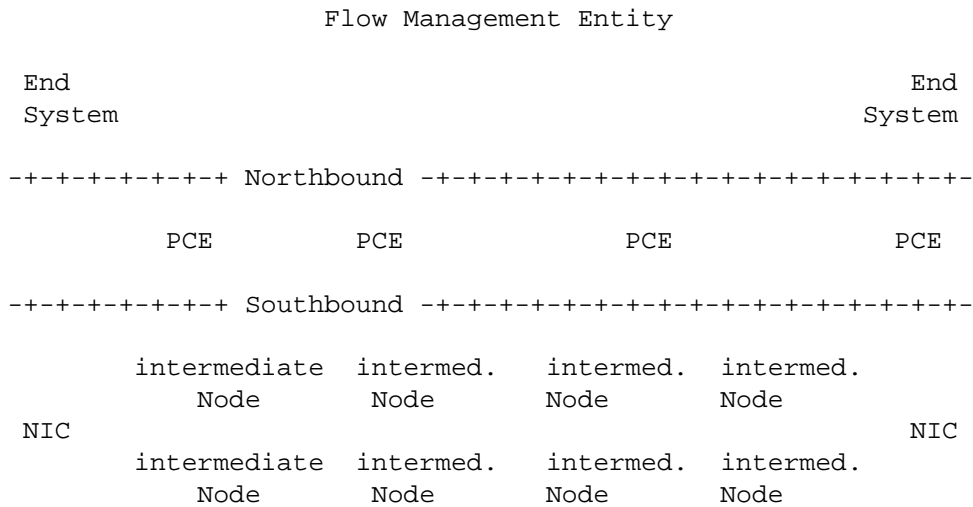 Flow Management Entity
End End
System System
-+-+-+-+-+-+-+ Northbound -+-+-+-+-+-+-+-+-+-+-+-+-+-+-+-+-+-
PCE PCE PCE PCE
-+-+-+-+-+-+-+ Southbound -+-+-+-+-+-+-+-+-+-+-+-+-+-+-+-+-+-
intermediate intermed. intermed. intermed.
Node Node Node Node
NIC NIC
intermediate intermed. intermed. intermed.
Node Node Node Node